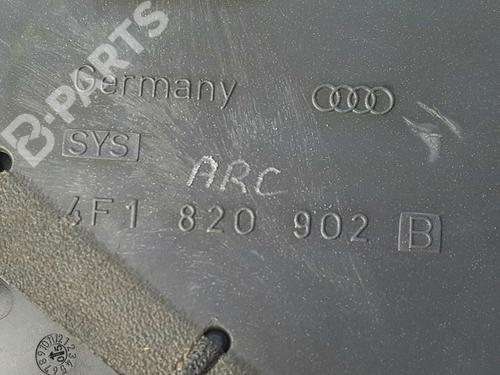 B-PARTS
Germany
SYS
ARC
4F1 820 902 B